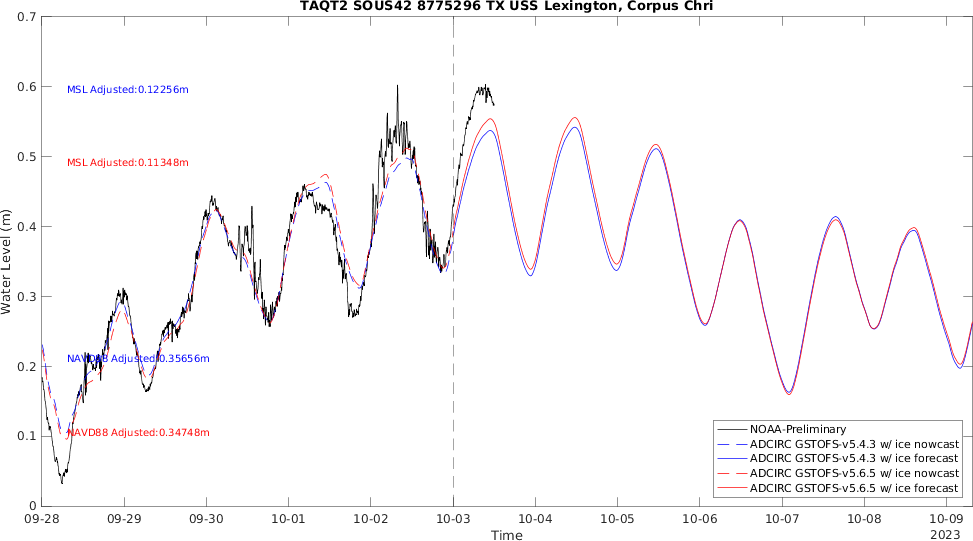 TAQT2 SOUS42 8775296 TX USS Lexington, Corpus Chri
0.7
0.6
0.5
0.4
0.3
0.2
0.1
0
Water Level (m)
MSL Adjusted:0.12256m
MSL Adjusted:0.11348m
NAVD88 Adjusted:0.35656m
NAVD88 Adjusted:0.34748m
NOAA-Preliminary
ADCIRC GSTOFS-v5.4.3 w/ ice nowcast
ADCIRC GSTOFS-v5.4.3 w/ ice forecast
ADCIRC GSTOFS-v5.6.5 w/ ice nowcast
ADCIRC GSTOFS-v5.6.5 w/ ice forecast
09-28 09-29 09-30 10-01 10-02 10-03 10-04 10-05 10-06 10-07 10-08 10-09
Time 2023